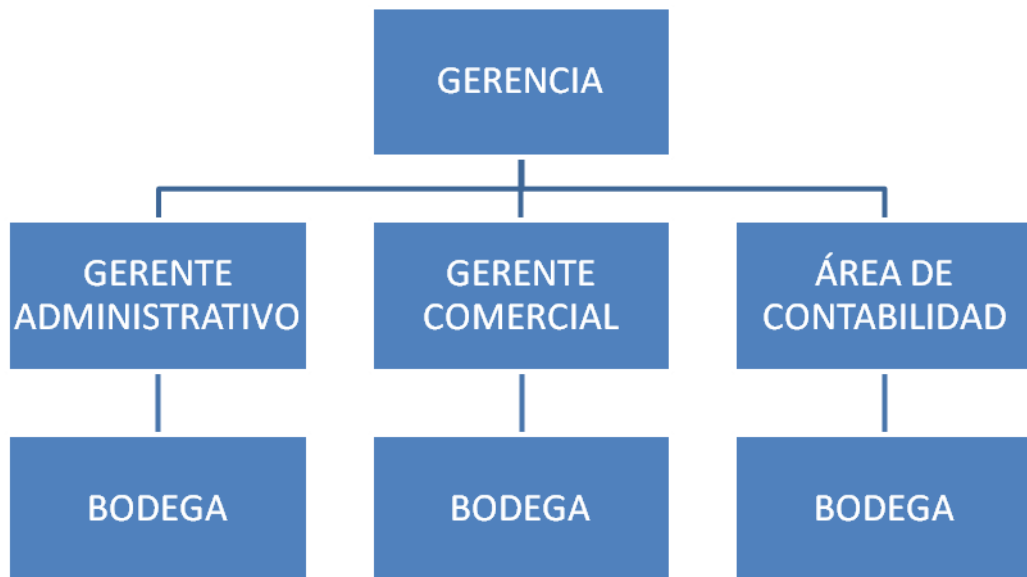 GERENCIA
GERENTE
ADMINISTRATIVO
GERENTE
COMERCIAL
ÁREA DE
CONTABILIDAD
BODEGA
BODEGA
BODEGA